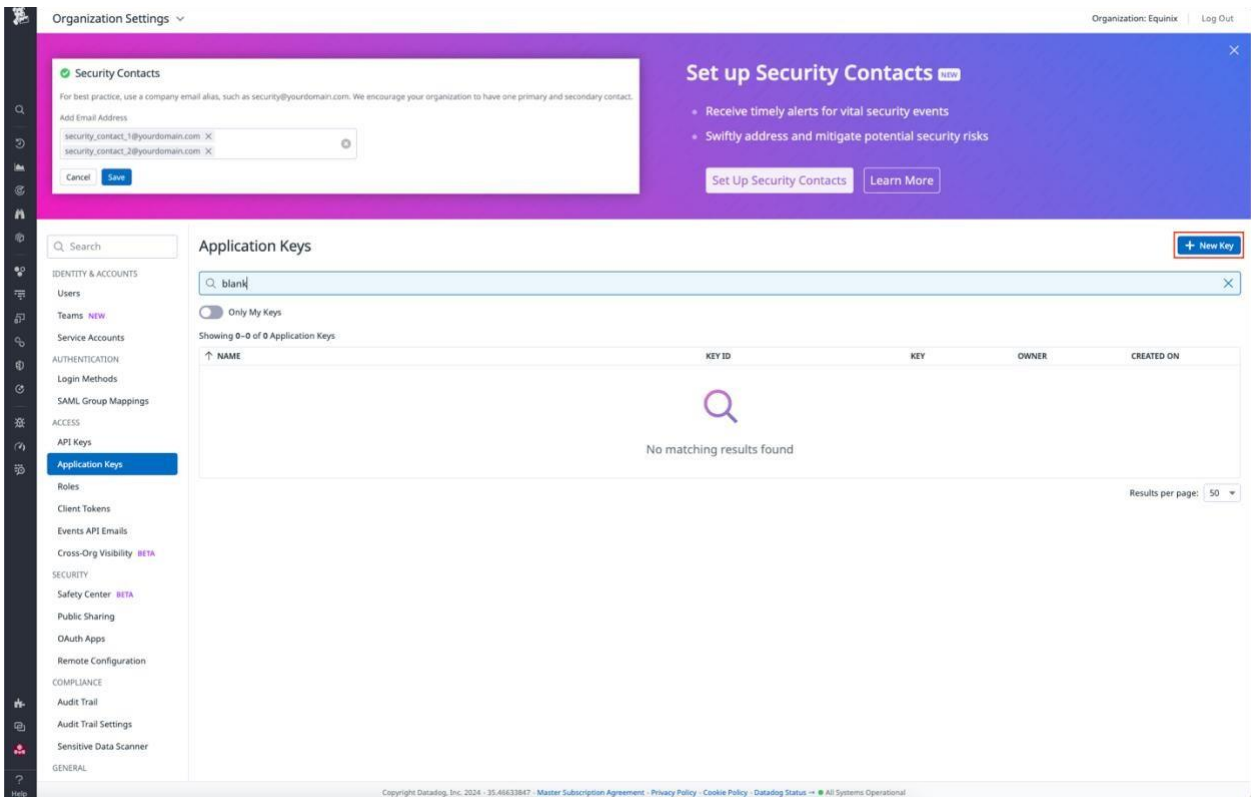 Organization Settings
Organization: Equinix
Log Out
Security Contacts
For best practice, use a company email alias, such as security@yourdomain.com. We encourage your organization to have one primary and secondary contact.
Add Email Address
security_contact_1@yourdomain.com
security_contact_2@yourdomain.com
Cancel
Save
Set up Security Contacts NEW
Receive timely alerts for vital security events
Swiftly address and mitigate potential security risks
Set Up Security Contacts
Learn More
Search
IDENTITY & ACCOUNTS
Users
Teams NEW
Service Accounts
AUTHENTICATION
Login Methods
SAML Group Mappings
ACCESS
API Keys
Application Keys
Roles
Client Tokens
Events API Emails
Cross-Org Visibility BETA
SECURITY
Safety Center BETA
Public Sharing
OAuth Apps
Remote Configuration
COMPLIANCE
Audit Trail
Audit Trail Settings
Sensitive Data Scanner
GENERAL
Help
Application Keys
+ New Key
blank
Only My Keys
Showing 0–0 of 0 Application Keys
NAME KEY ID KEY OWNER CREATED ON
No matching results found
Results per page: 50
Copyright Datadog, Inc. 2024 - 35.46633847 - Master Subscription Agreement - Privacy Policy - Cookie Policy - Datadog Status → All Systems Operational